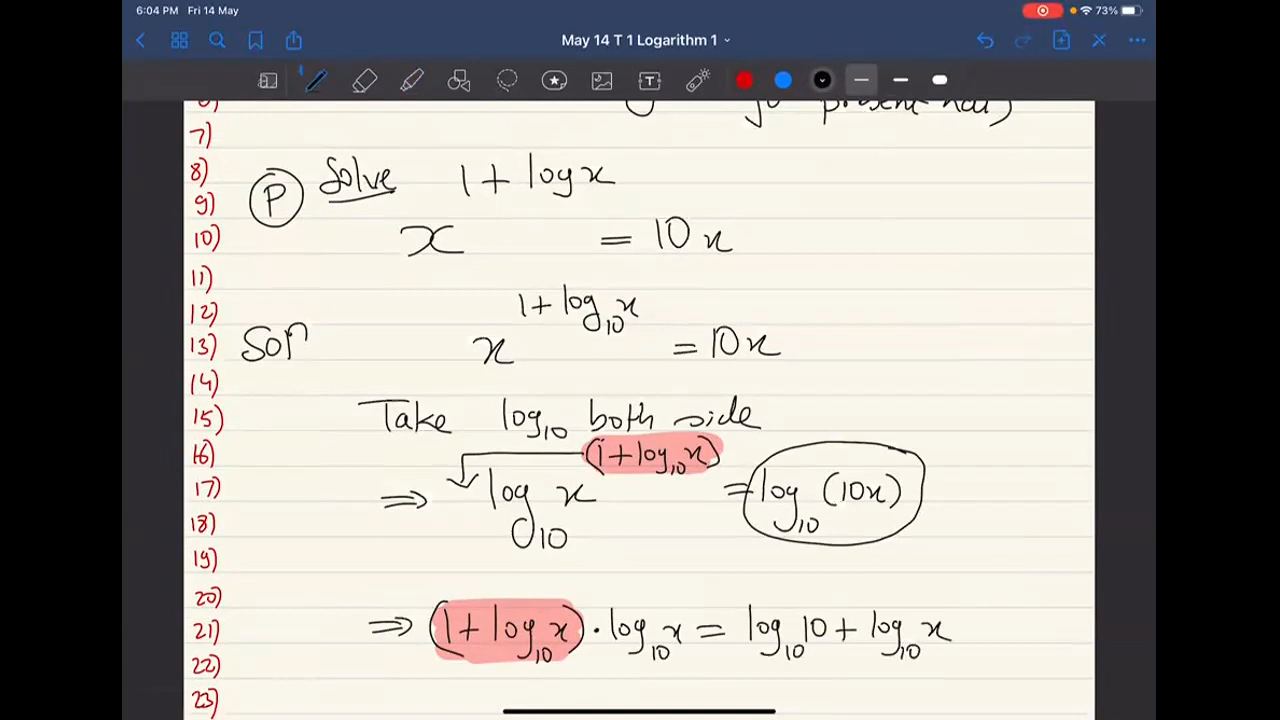 6:04 PM Fri 14 May
73%
May 14 T 1 Logarithm 1
T
7)
8)
9)
10)
11)
12)
13)
14)
15)
16)
17)
18)
19)
20)
21)
22)
23)
P Solve 1 + log x
x = 10x
1 + log₁₀ x
Solⁿ x = 10x
Take log₁₀ both side
(1 + log₁₀ x)
⇒ log₁₀ x = log₁₀ (10x)
⇒ (1 + log₁₀ x) · log₁₀ x = log₁₀ 10 + log₁₀ x